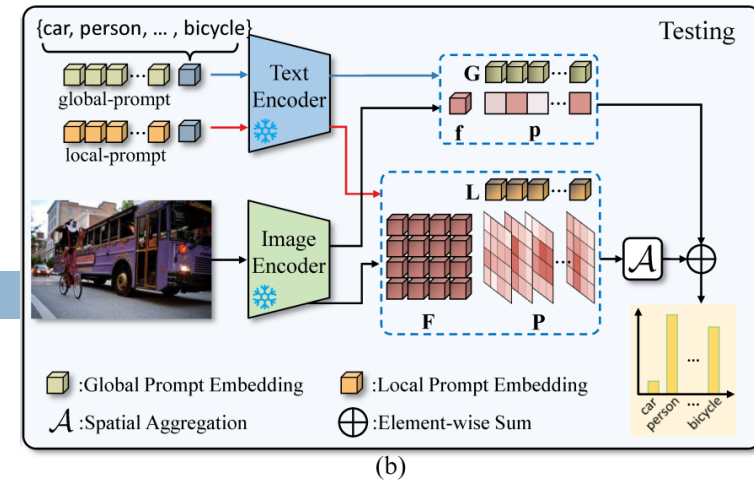 {car, person, ... , bicycle}
Testing
global-prompt
local-prompt
Text
Encoder
G
f
p
L
Image
Encoder
F
P
A
car
person
...
bicycle
:Global Prompt Embedding
:Local Prompt Embedding
A :Spatial Aggregation
:Element-wise Sum
(b)